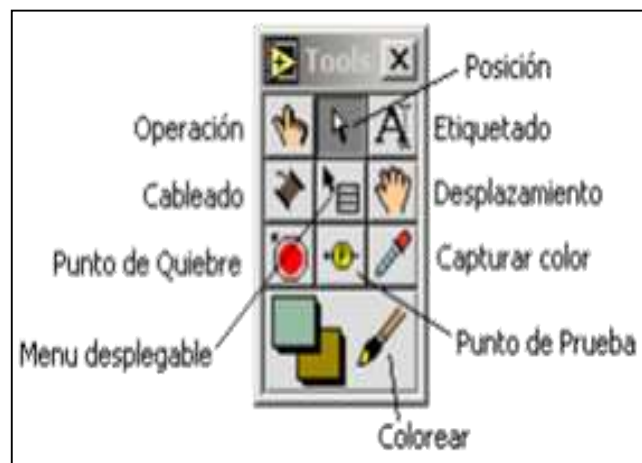 Tools
Posición
Operación
Etiquetado
Cableado
Desplazamiento
Punto de Quiebre
Capturar color
Menu desplegable
Punto de Prueba
Colorear